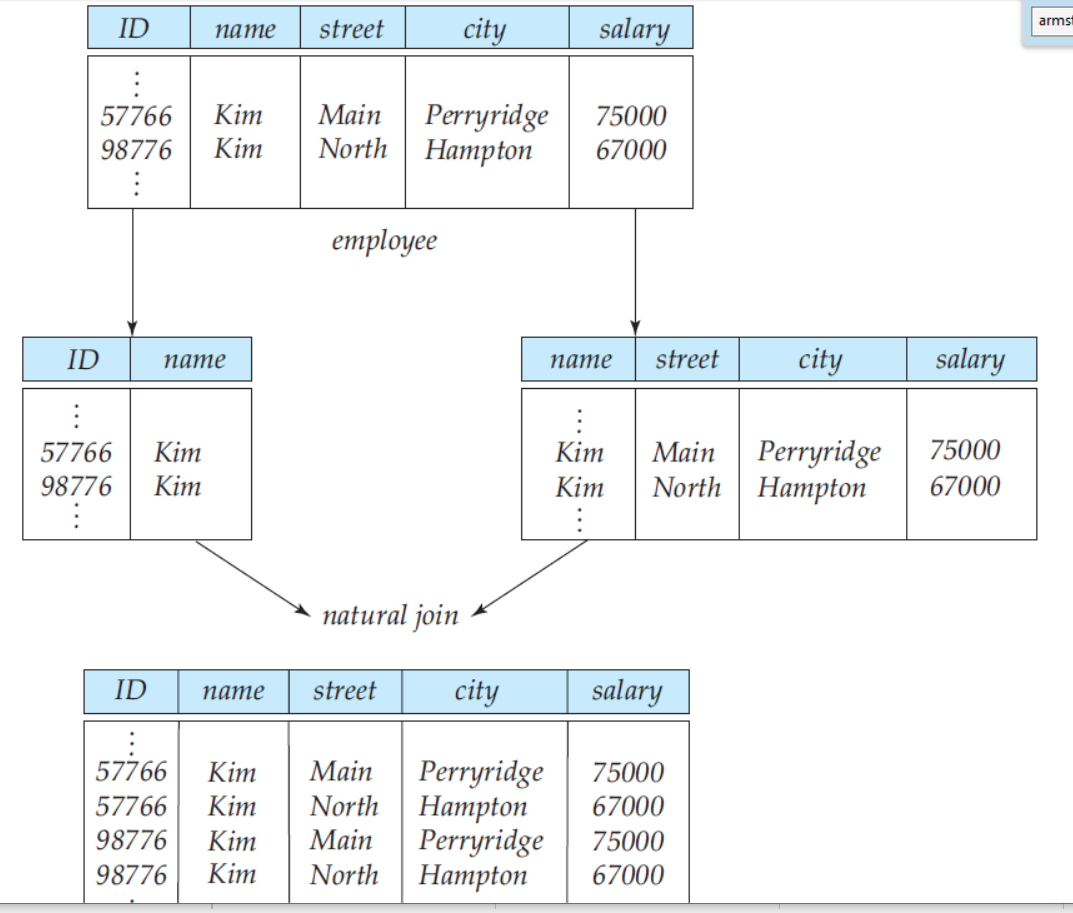 armst
ID name street city salary
⋮
57766 Kim Main Perryridge 75000
98776 Kim North Hampton 67000
⋮
employee
ID name
⋮
57766 Kim
98776 Kim
⋮
name street city salary
⋮
Kim Main Perryridge 75000
Kim North Hampton 67000
⋮
natural join
ID name street city salary
⋮
57766 Kim Main Perryridge 75000
57766 Kim North Hampton 67000
98776 Kim Main Perryridge 75000
98776 Kim North Hampton 67000